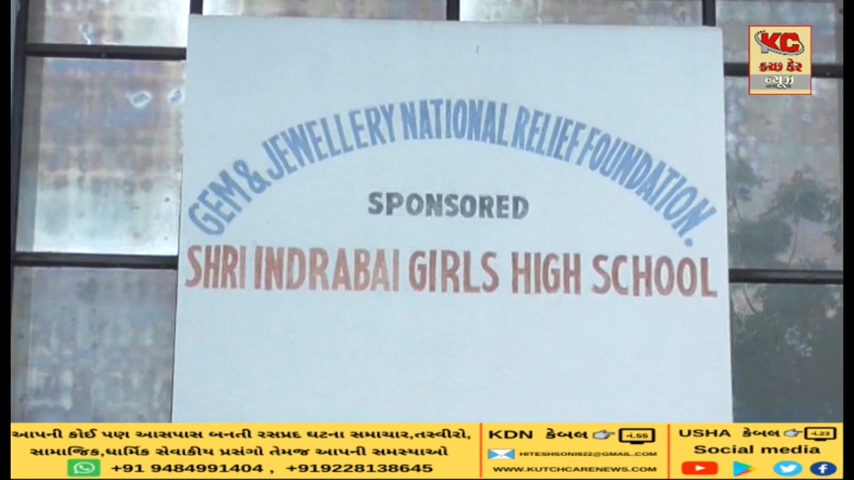 KC
કચ્છ કેર
ન્યૂઝ
GEM & JEWELLERY NATIONAL RELIEF FOUNDATION.
SPONSORED
SHRI INDRABAI GIRLS HIGH SCHOOL
આપની કોઈ પણ આસપાસ બનતી રસપ્રદ ઘટના સમાચાર,તસ્વીરો,
સામાજિક,ધાર્મિક સેવાકીય પ્રસંગો તેમજ આપની સમસ્યાઓ
+91 9484991404 , +919228138645
KDN કેબલ -i.55
HITESHSONI922@GMAIL.COM
WWW.KUTCHCARENEWS.COM
USHA કેબલ -i.23
Social media